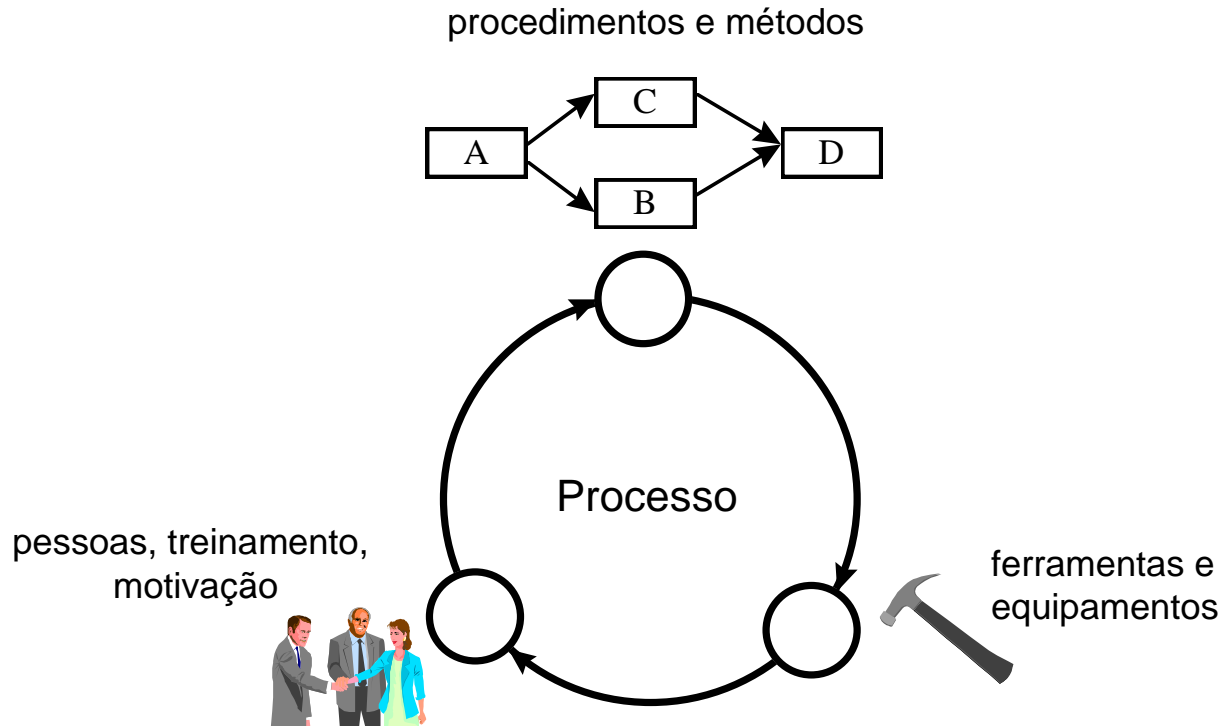 procedimentos e métodos
C
A
D
B
Processo
pessoas, treinamento,
motivação
ferramentas e
equipamentos